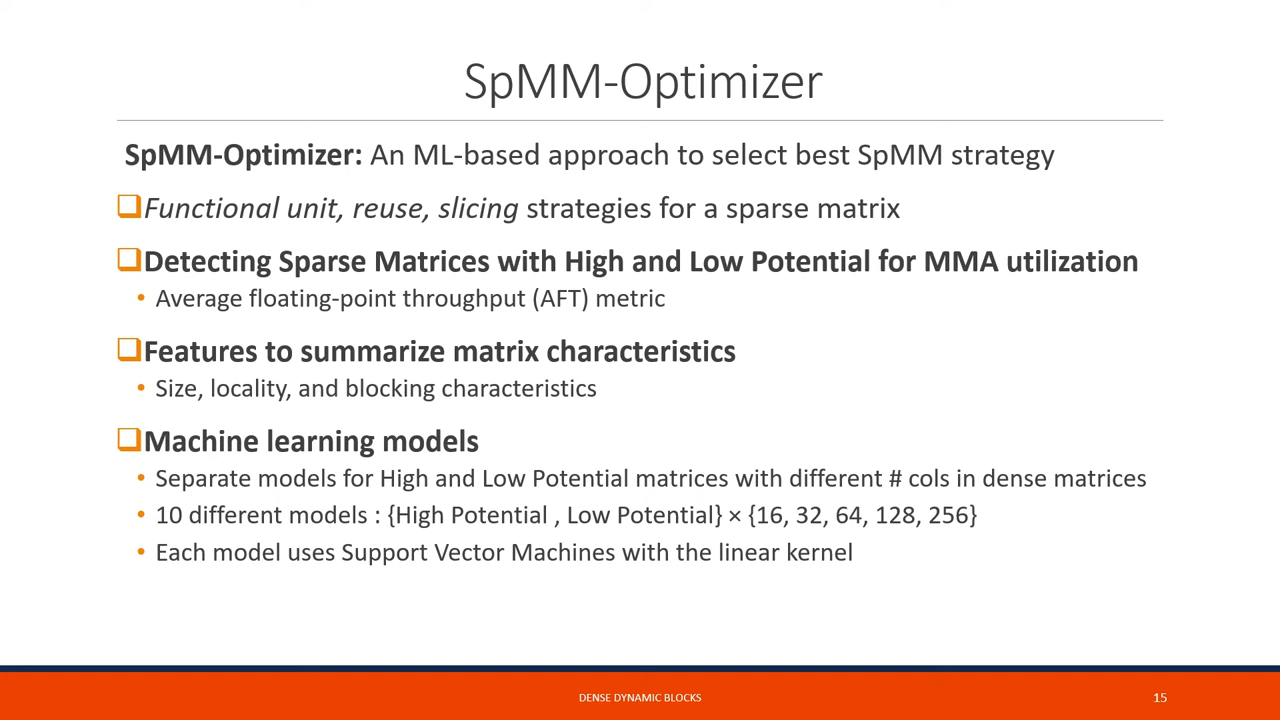 SpMM-Optimizer
SpMM-Optimizer: An ML-based approach to select best SpMM strategy
❑Functional unit, reuse, slicing strategies for a sparse matrix
❑Detecting Sparse Matrices with High and Low Potential for MMA utilization
• Average floating-point throughput (AFT) metric
❑Features to summarize matrix characteristics
• Size, locality, and blocking characteristics
❑Machine learning models
• Separate models for High and Low Potential matrices with different # cols in dense matrices
• 10 different models : {High Potential , Low Potential} × {16, 32, 64, 128, 256}
• Each model uses Support Vector Machines with the linear kernel
DENSE DYNAMIC BLOCKS
15